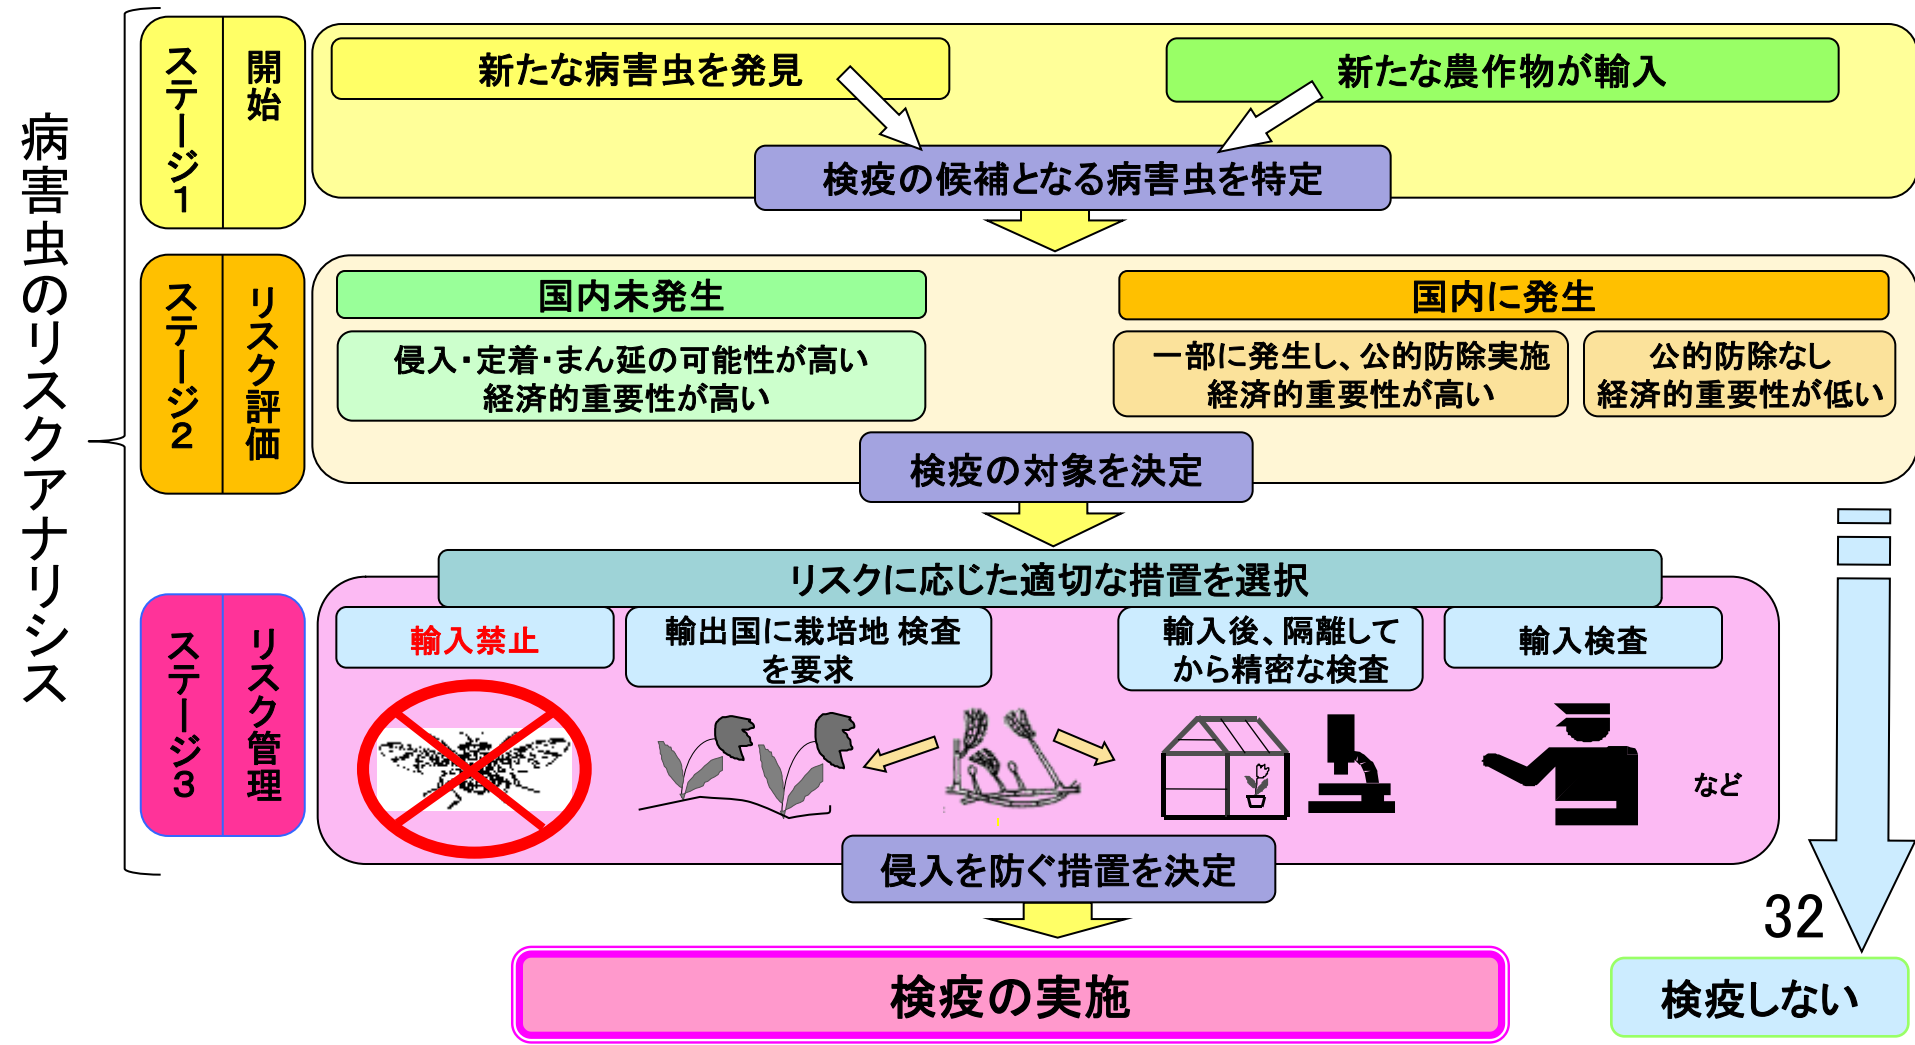 病害虫のリスクアナリシス
ステージ1
開始
新たな病害虫を発見
新たな農作物が輸入
検疫の候補となる病害虫を特定
ステージ2
リスク評価
国内未発生
侵入・定着・まん延の可能性が高い
経済的重要性が高い
国内に発生
一部に発生し、公的防除実施
経済的重要性が高い
公的防除なし
経済的重要性が低い
検疫の対象を決定
ステージ3
リスク管理
リスクに応じた適切な措置を選択
輸入禁止
輸出国に栽培地 検査
を要求
輸入後、隔離して
から精密な検査
輸入検査
など
侵入を防ぐ措置を決定
32
検疫の実施
検疫しない